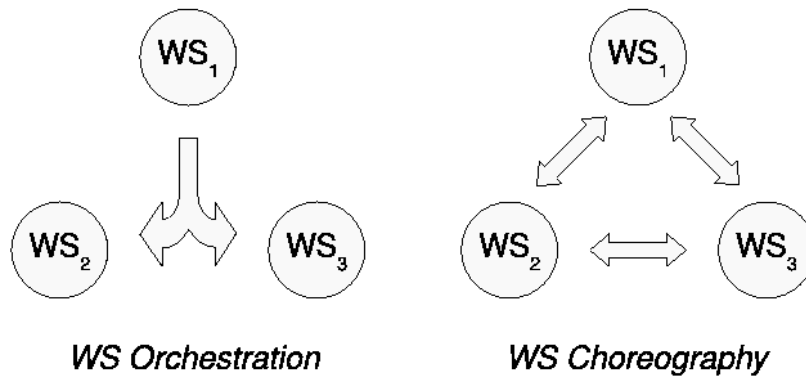 WS₁ WS₁
WS₂ WS₃ WS₂ WS₃
WS Orchestration WS Choreography